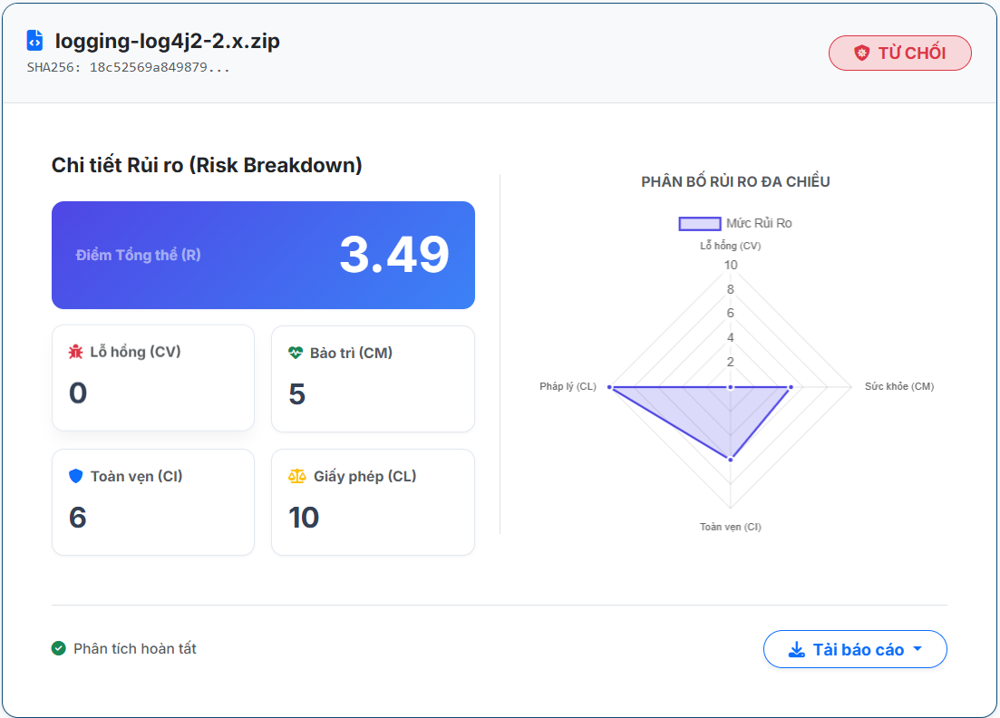 logging-log4j2-2.x.zip
SHA256: 18c52569a849879...
TỪ CHỐI
Chi tiết Rủi ro (Risk Breakdown)
Điểm Tổng thể (R)
3.49
Lỗ hổng (CV)
0
Bảo trì (CM)
5
Toàn vẹn (CI)
6
Giấy phép (CL)
10
PHÂN BỐ RỦI RO ĐA CHIỀU
Mức Rủi Ro
Lỗ hổng (CV)
10
8
6
4
2
Pháp lý (CL)
Sức khỏe (CM)
Toàn vẹn (CI)
Phân tích hoàn tất
Tải báo cáo